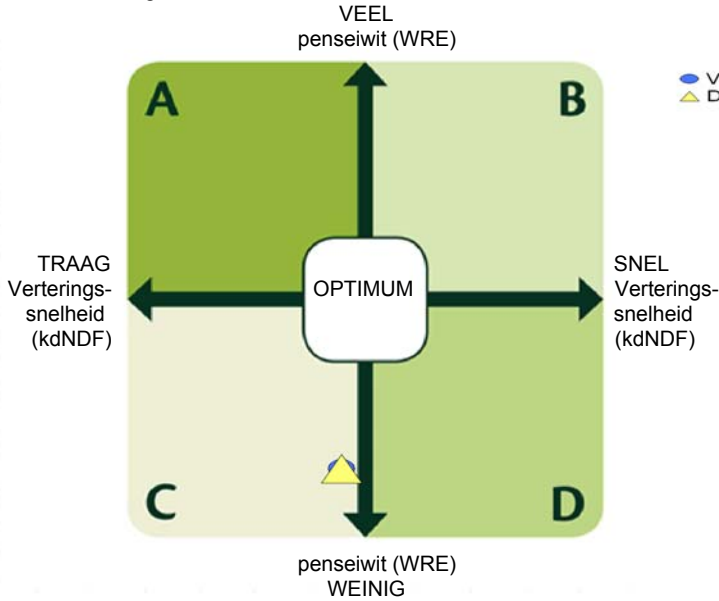 VEEL
penseiwit (WRE)
A
B
V
D
TRAAG
Verterings-
snelheid
(kdNDF)
OPTIMUM
SNEL
Verterings-
snelheid
(kdNDF)
C
D
penseiwit (WRE)
WEINIG